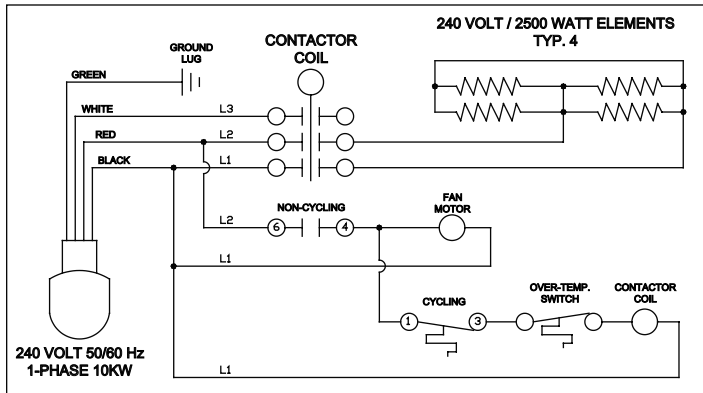 240 VOLT / 2500 WATT ELEMENTS
TYP. 4
CONTACTOR
COIL
GROUND
LUG
GREEN
WHITE
L3
RED
L2
BLACK
L1
NON-CYCLING
FAN
MOTOR
L2
6
4
L1
CYCLING
OVER-TEMP.
SWITCH
CONTACTOR
COIL
1
3
240 VOLT 50/60 Hz
1-PHASE 10KW
L1